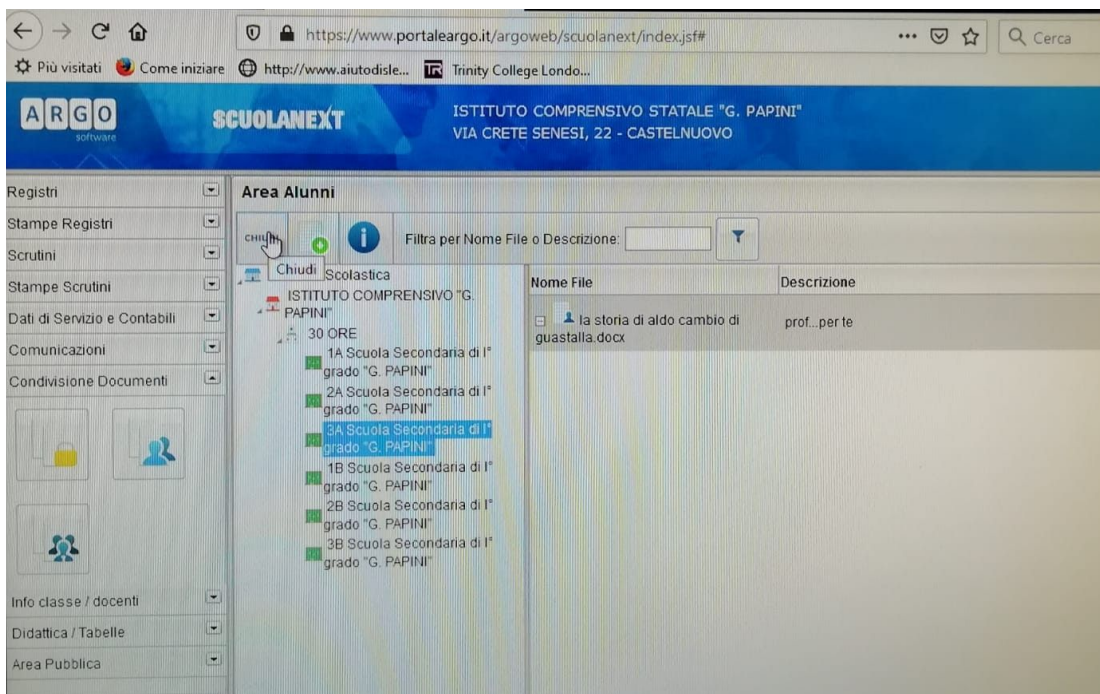 https://www.portaleargo.it/argoweb/scuolanext/index.jsf#
Cerca
Più visitati
Come iniziare
http://www.aiutodisle...
TR Trinity College Londo...
ARGO
software
SCUOLANEXT
ISTITUTO COMPRENSIVO STATALE "G. PAPINI"
VIA CRETE SENESI, 22 - CASTELNUOVO
Registri
Stampe Registri
Scrutini
Stampe Scrutini
Dati di Servizio e Contabili
Comunicazioni
Condivisione Documenti
Info classe / docenti
Didattica / Tabelle
Area Pubblica
Area Alunni
Filtra per Nome File o Descrizione:
Chiudi
Scolastica
ISTITUTO COMPRENSIVO "G.
PAPINI"
30 ORE
1A Scuola Secondaria di I°
grado "G. PAPINI"
2A Scuola Secondaria di I°
grado "G. PAPINI"
3A Scuola Secondaria di I°
grado "G. PAPINI"
1B Scuola Secondaria di I°
grado "G. PAPINI"
2B Scuola Secondaria di I°
grado "G. PAPINI"
3B Scuola Secondaria di I°
grado "G. PAPINI"
Nome File
Descrizione
la storia di aldo cambio di
guastalla.docx
prof...per te